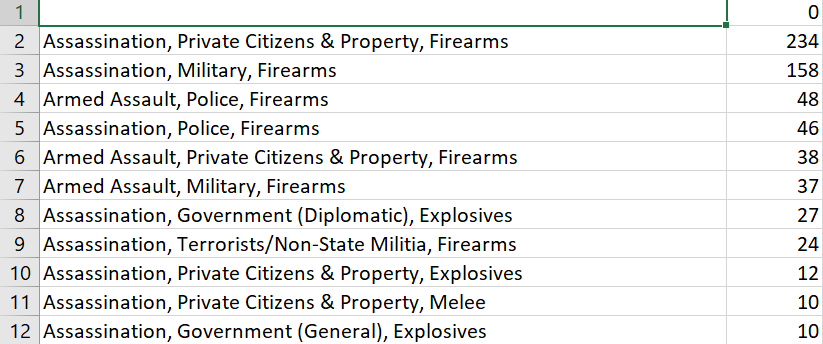 1 0
2 Assassination, Private Citizens & Property, Firearms 234
3 Assassination, Military, Firearms 158
4 Armed Assault, Police, Firearms 48
5 Assassination, Police, Firearms 46
6 Armed Assault, Private Citizens & Property, Firearms 38
7 Armed Assault, Military, Firearms 37
8 Assassination, Government (Diplomatic), Explosives 27
9 Assassination, Terrorists/Non-State Militia, Firearms 24
10 Assassination, Private Citizens & Property, Explosives 12
11 Assassination, Private Citizens & Property, Melee 10
12 Assassination, Government (General), Explosives 10